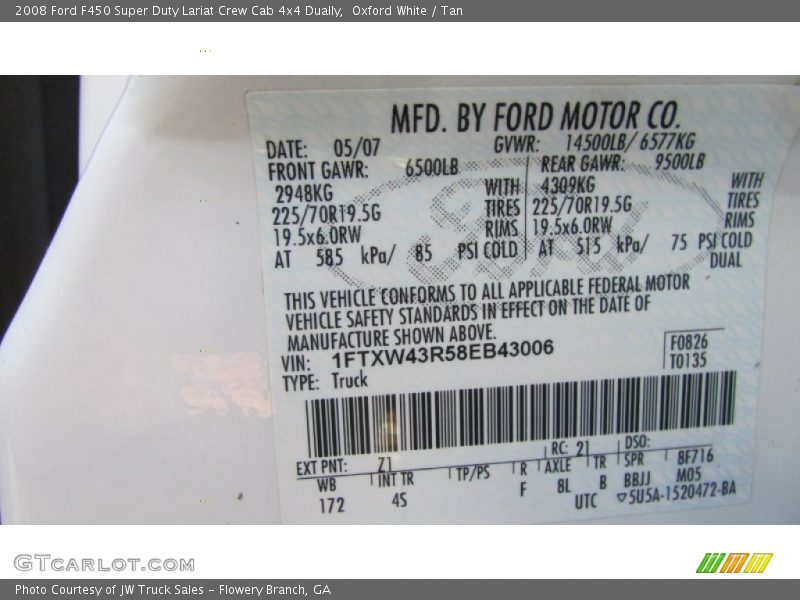 2008 Ford F450 Super Duty Lariat Crew Cab 4x4 Dually,  Oxford White / Tan
MFD. BY FORD MOTOR CO.
DATE: 05/07 GVWR: 14500LB/ 6577KG
FRONT GAWR: 6500LB REAR GAWR: 9500LB
2948KG WITH 4309KG WITH
225/70R19.5G TIRES 225/70R19.5G TIRES
19.5x6.0RW RIMS 19.5x6.0RW RIMS
AT 585 kPa/ 85 PSI COLD AT 515 kPa/ 75 PSI COLD
DUAL
THIS VEHICLE CONFORMS TO ALL APPLICABLE FEDERAL MOTOR
VEHICLE SAFETY STANDARDS IN EFFECT ON THE DATE OF
MANUFACTURE SHOWN ABOVE.
VIN: 1FTXW43R58EB43006 F0826
TYPE: Truck T0135
EXT PNT: Z1 RC: 21 DSO:
WB INT TR TP/PS R AXLE TR SPR 8F716
172 4S F 8L B BBJJ M05
UTC ▽5U5A-1520472-BA
GTCarLot.com
Photo Courtesy of JW Truck Sales - Flowery Branch, GA